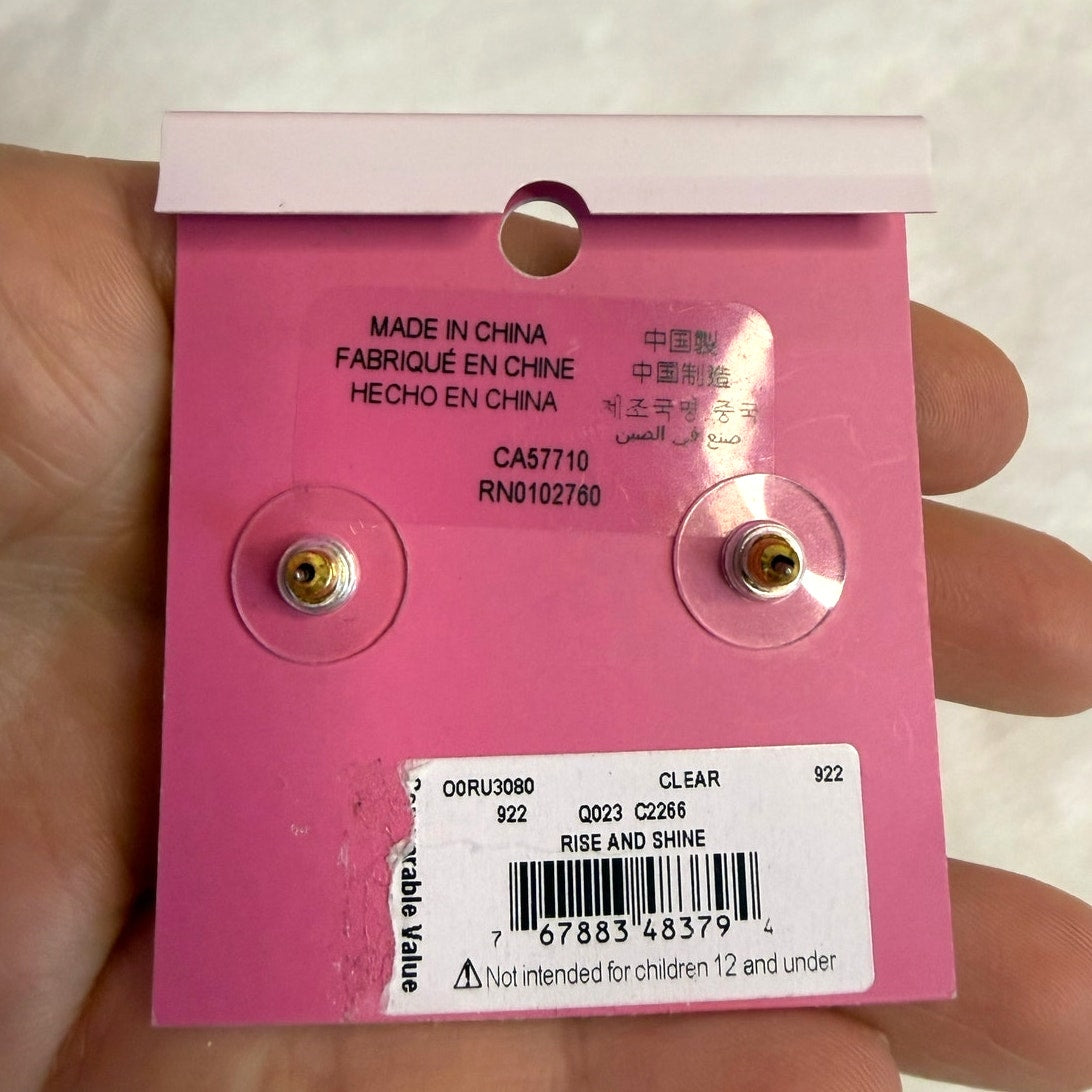 MADE IN CHINA
FABRIQUÉ EN CHINE
HECHO EN CHINA
中国製
中国制造
제조국명 중국
صنع في الصين
CA57710
RN0102760
O0RU3080 CLEAR 922
922 Q023 C2266
RISE AND SHINE
7 67883 48379 4
⚠ Not intended for children 12 and under
Value